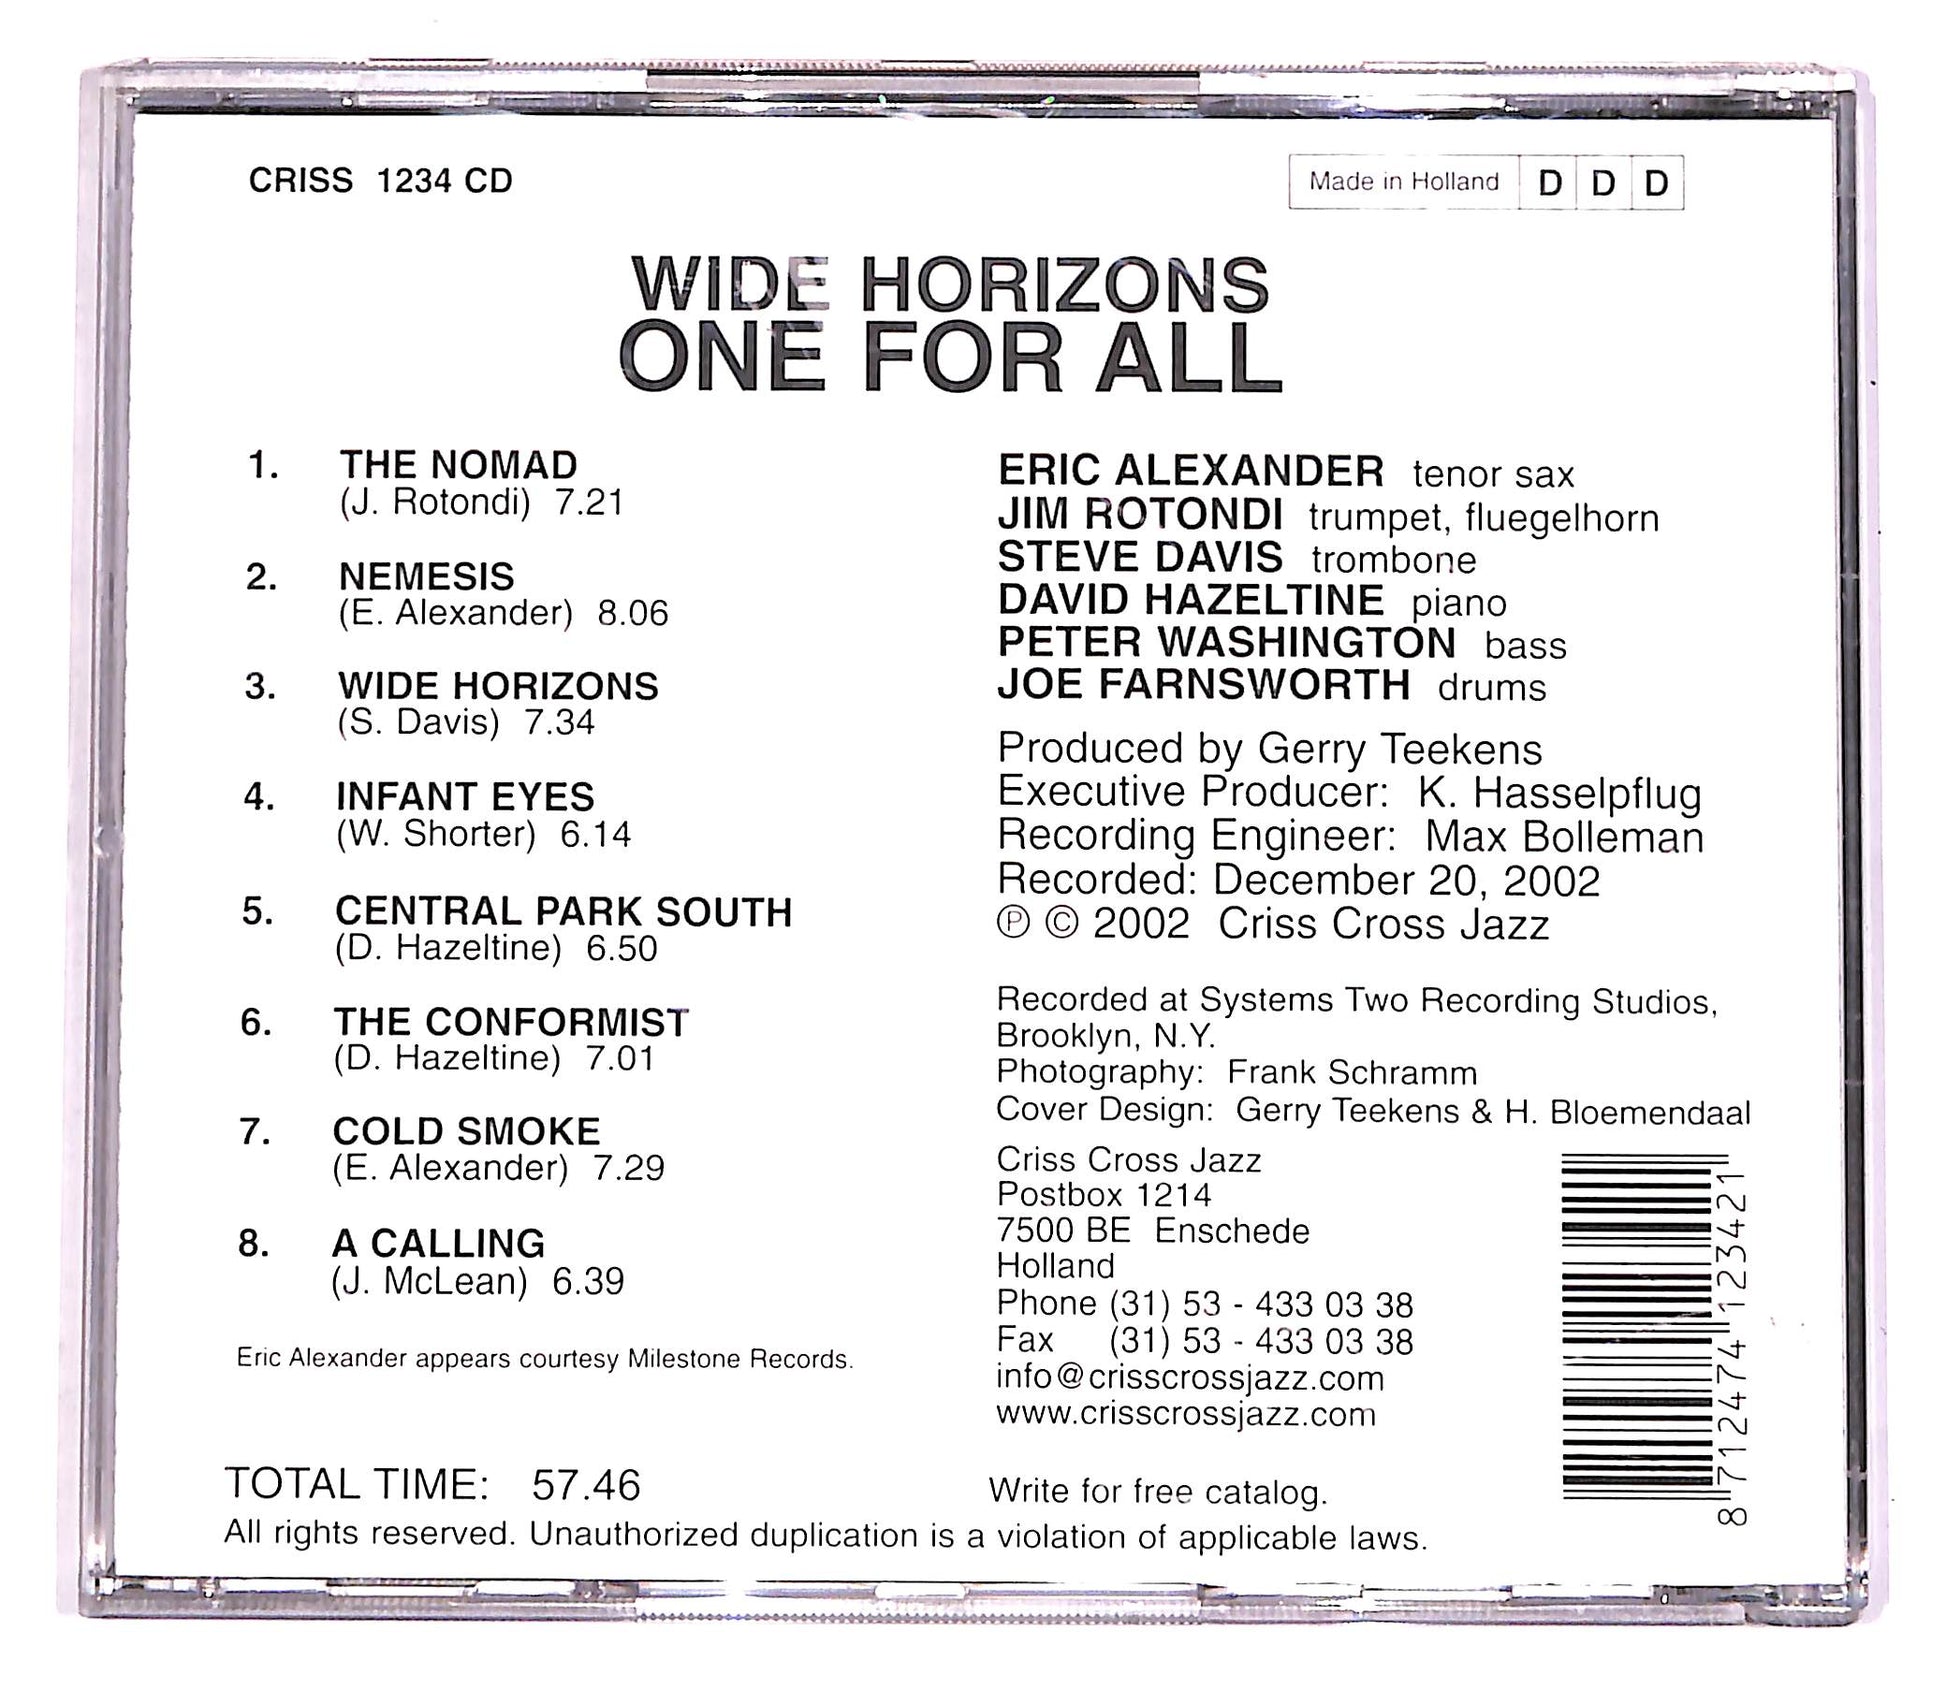 CRISS 1234 CD
Made in Holland D D D
WIDE HORIZONS
ONE FOR ALL
1. THE NOMAD
(J. Rotondi) 7.21
2. NEMESIS
(E. Alexander) 8.06
3. WIDE HORIZONS
(S. Davis) 7.34
4. INFANT EYES
(W. Shorter) 6.14
5. CENTRAL PARK SOUTH
(D. Hazeltine) 6.50
6. THE CONFORMIST
(D. Hazeltine) 7.01
7. COLD SMOKE
(E. Alexander) 7.29
8. A CALLING
(J. McLean) 6.39
Eric Alexander appears courtesy Milestone Records.
TOTAL TIME: 57.46
ERIC ALEXANDER tenor sax
JIM ROTONDI trumpet, fluegelhorn
STEVE DAVIS trombone
DAVID HAZELTINE piano
PETER WASHINGTON bass
JOE FARNSWORTH drums
Produced by Gerry Teekens
Executive Producer: K. Hasselpflug
Recording Engineer: Max Bolleman
Recorded: December 20, 2002
℗ © 2002 Criss Cross Jazz
Recorded at Systems Two Recording Studios,
Brooklyn, N.Y.
Photography: Frank Schramm
Cover Design: Gerry Teekens & H. Bloemendaal
Criss Cross Jazz
Postbox 1214
7500 BE Enschede
Holland
Phone (31) 53 - 433 03 38
Fax (31) 53 - 433 03 38
info@crisscrossjazz.com
www.crisscrossjazz.com
Write for free catalog.
8 712474 123421
All rights reserved. Unauthorized duplication is a violation of applicable laws.